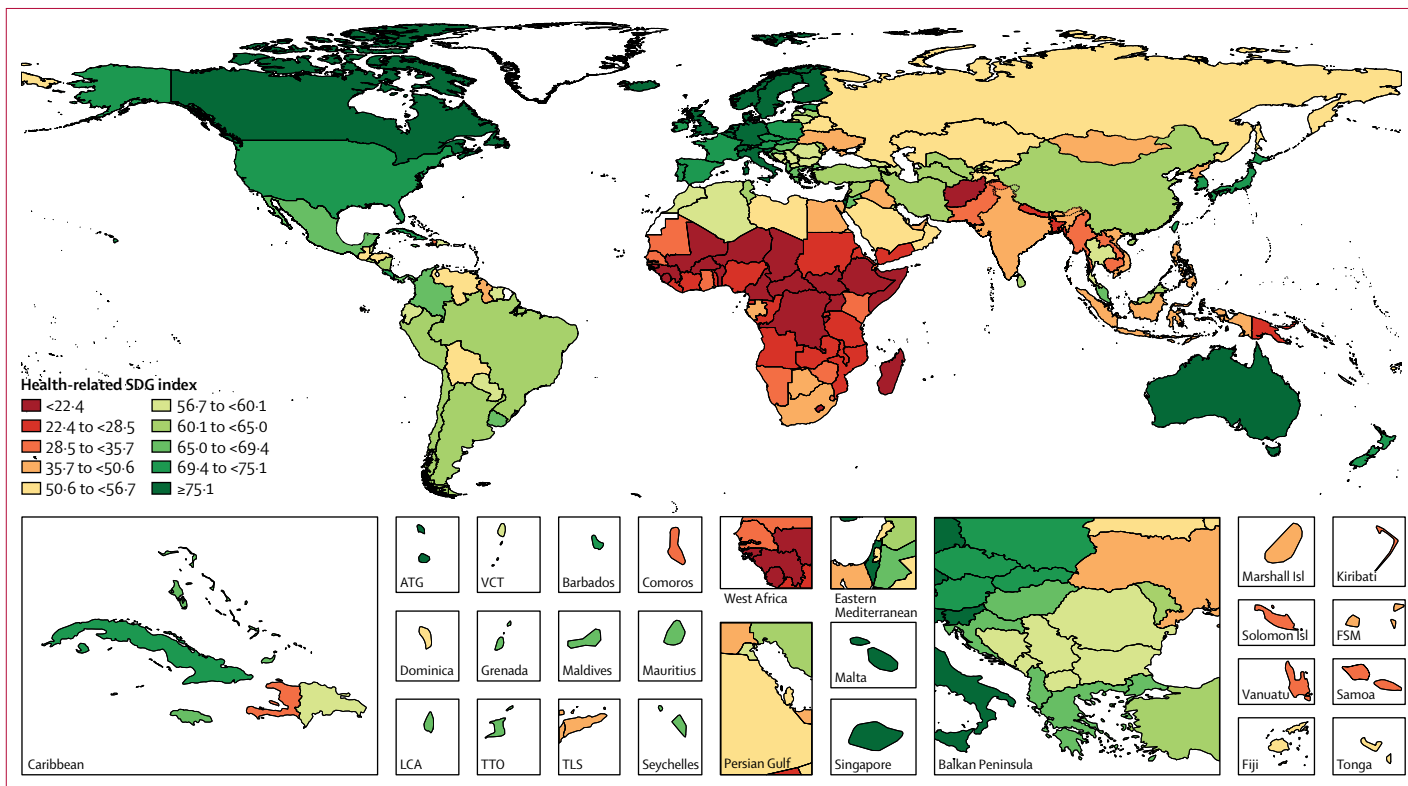 Health-related SDG index
<22·4
22·4 to <28·5
28·5 to <35·7
35·7 to <50·6
50·6 to <56·7
56·7 to <60·1
60·1 to <65·0
65·0 to <69·4
69·4 to <75·1
≥75·1
Caribbean
ATG
VCT
Barbados
Comoros
Dominica
Grenada
Maldives
Mauritius
LCA
TTO
TLS
Seychelles
West Africa
Eastern
Mediterranean
Persian Gulf
Malta
Singapore
Balkan Peninsula
Marshall Isl
Kiribati
Solomon Isl
FSM
Vanuatu
Samoa
Fiji
Tonga